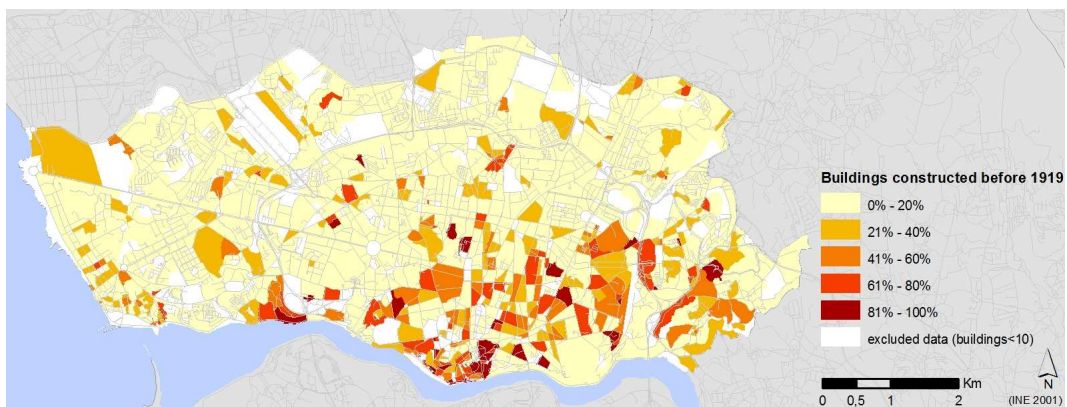 Buildings constructed before 1919
0% - 20%
21% - 40%
41% - 60%
61% - 80%
81% - 100%
excluded data (buildings<10)
Km
0 0,5 1 2
N
(INE 2001)